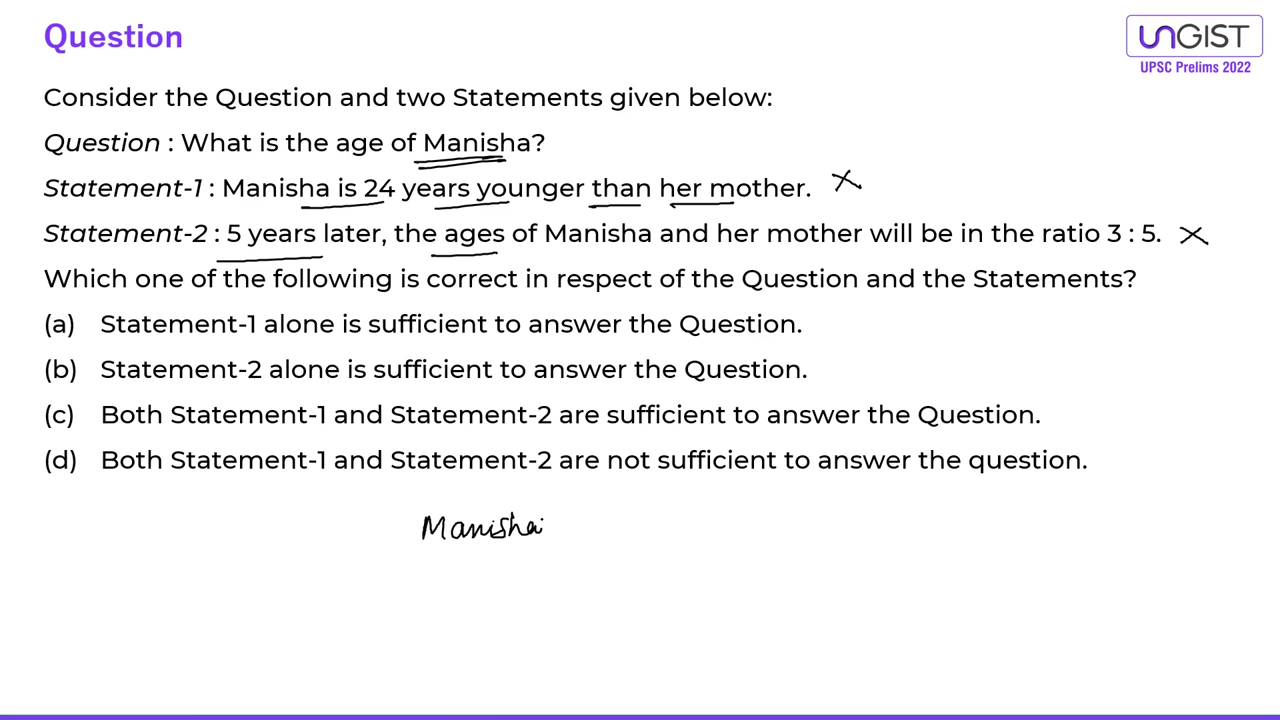 Question
UNGIST
UPSC Prelims 2022
Consider the Question and two Statements given below:
Question : What is the age of Manisha?
Statement-1 : Manisha is 24 years younger than her mother.
Statement-2 : 5 years later, the ages of Manisha and her mother will be in the ratio 3 : 5.
Which one of the following is correct in respect of the Question and the Statements?
(a) Statement-1 alone is sufficient to answer the Question.
(b) Statement-2 alone is sufficient to answer the Question.
(c) Both Statement-1 and Statement-2 are sufficient to answer the Question.
(d) Both Statement-1 and Statement-2 are not sufficient to answer the question.
Manisha